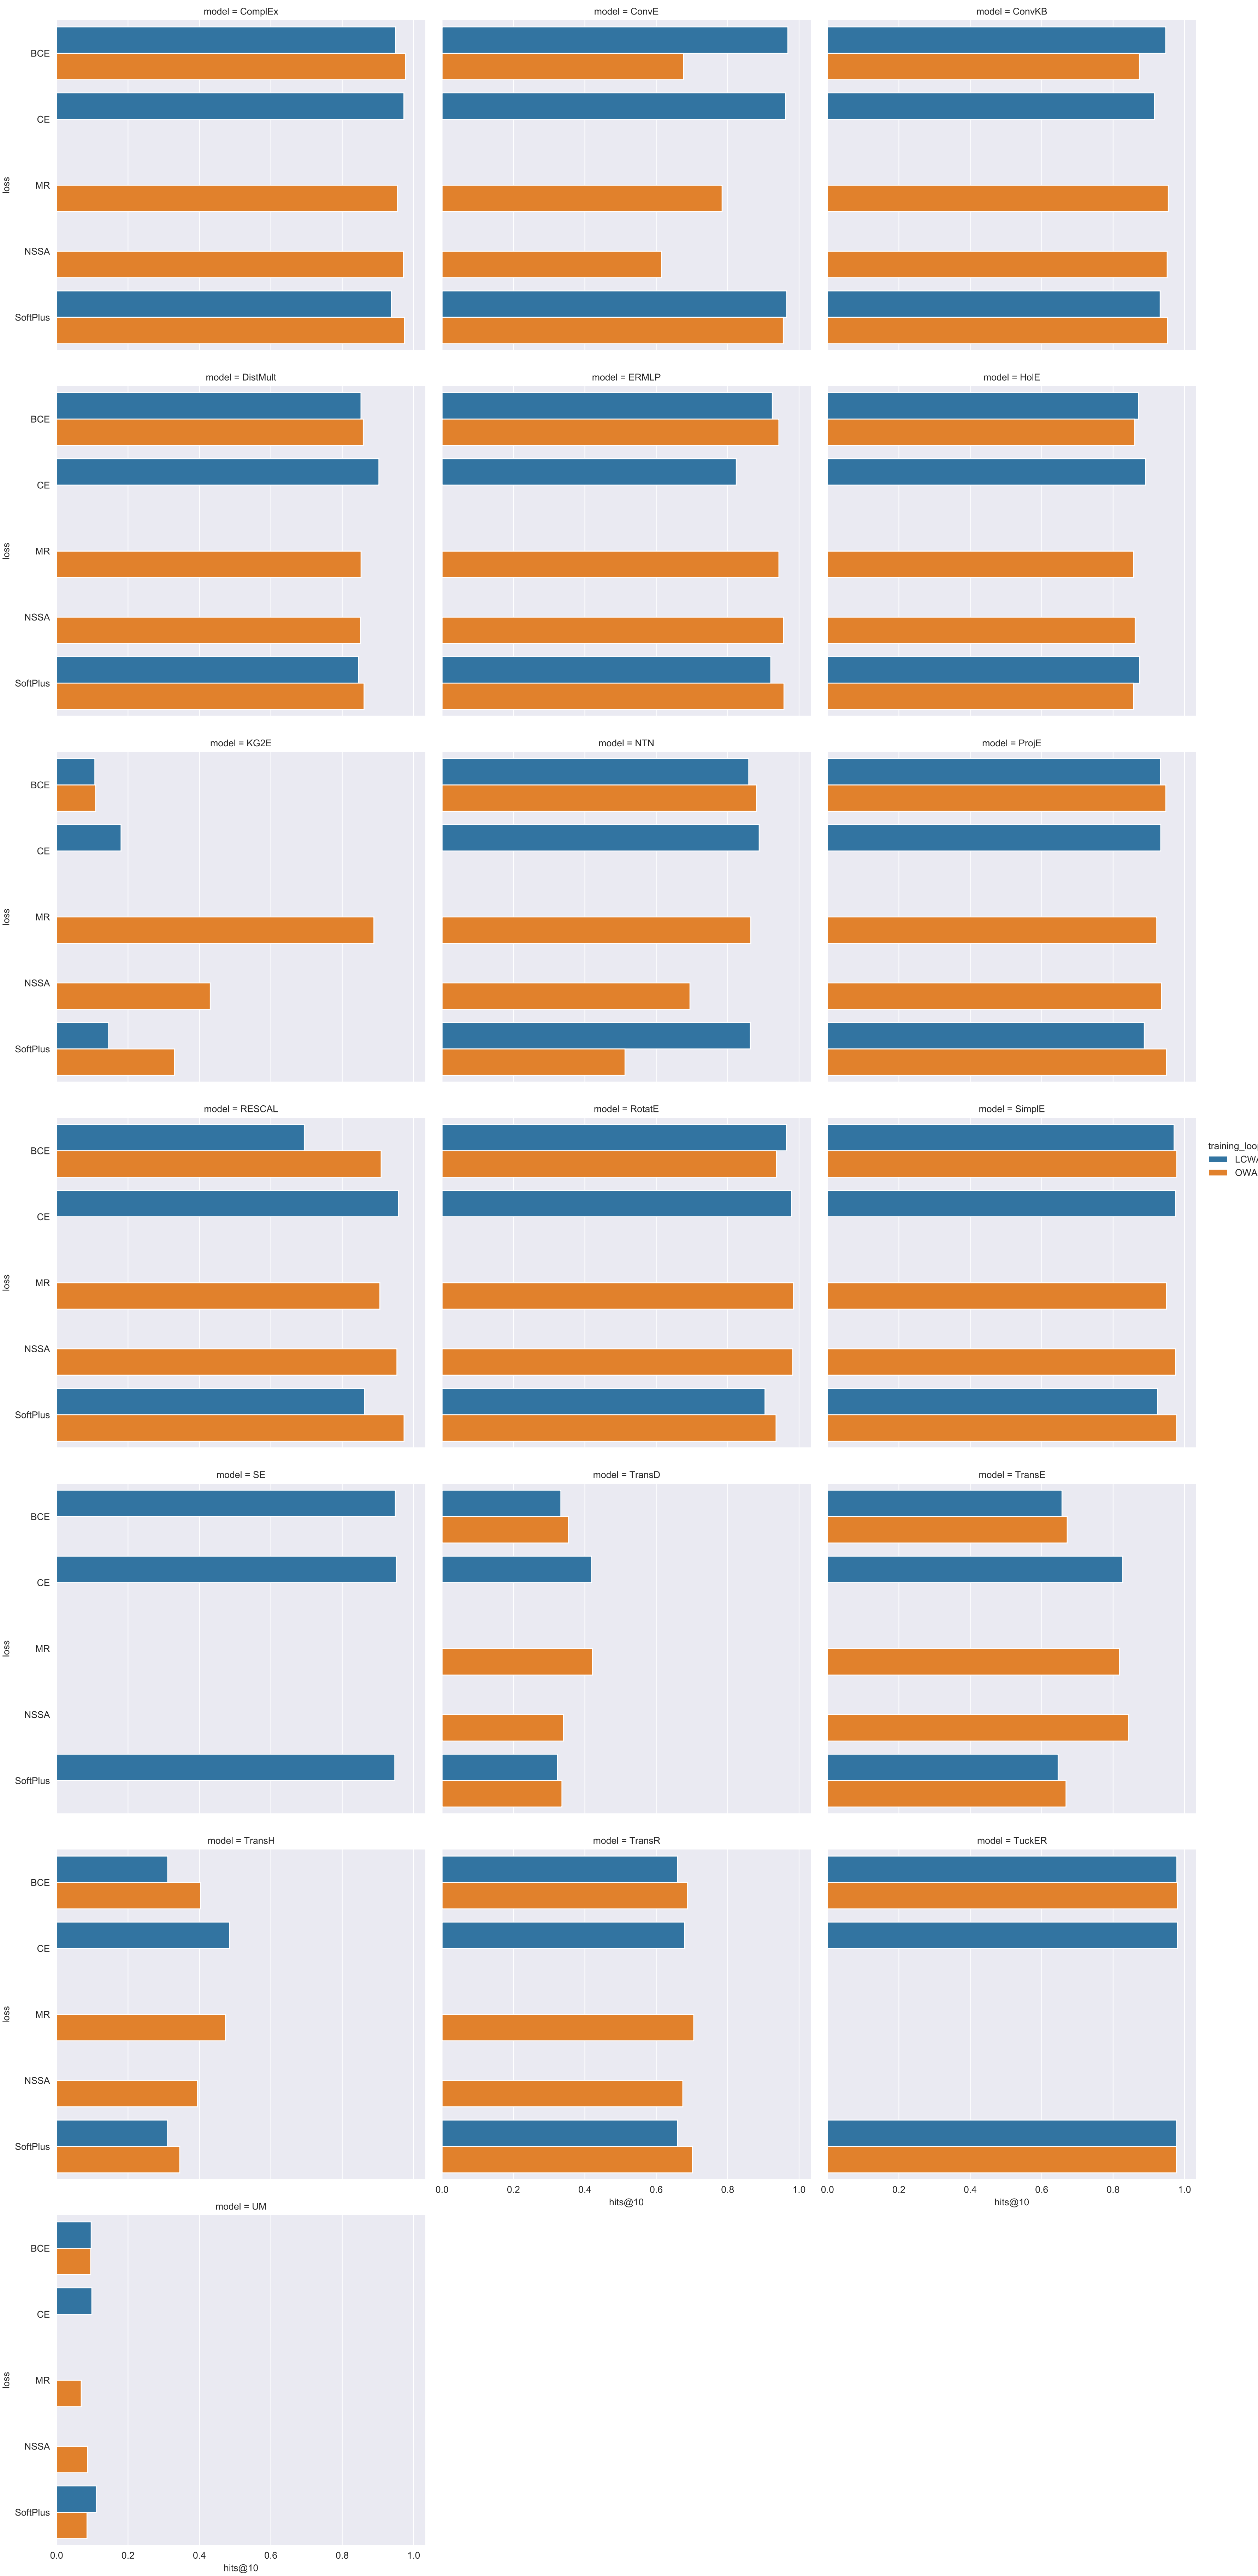 model = ComplEx
model = ConvE
model = ConvKB
BCE
CE
MR
NSSA
SoftPlus
loss
model = DistMult
model = ERMLP
model = HolE
BCE
CE
MR
NSSA
SoftPlus
loss
model = KG2E
model = NTN
model = ProjE
BCE
CE
MR
NSSA
SoftPlus
loss
model = RESCAL
model = RotatE
model = SimplE
BCE
CE
MR
NSSA
SoftPlus
loss
training_loop
LCWA
OWA
model = SE
model = TransD
model = TransE
BCE
CE
MR
NSSA
SoftPlus
loss
model = TransH
model = TransR
model = TuckER
BCE
CE
MR
NSSA
SoftPlus
loss
0.0 0.2 0.4 0.6 0.8 1.0
hits@10
0.0 0.2 0.4 0.6 0.8 1.0
hits@10
model = UM
BCE
CE
MR
NSSA
SoftPlus
loss
0.0 0.2 0.4 0.6 0.8 1.0
hits@10